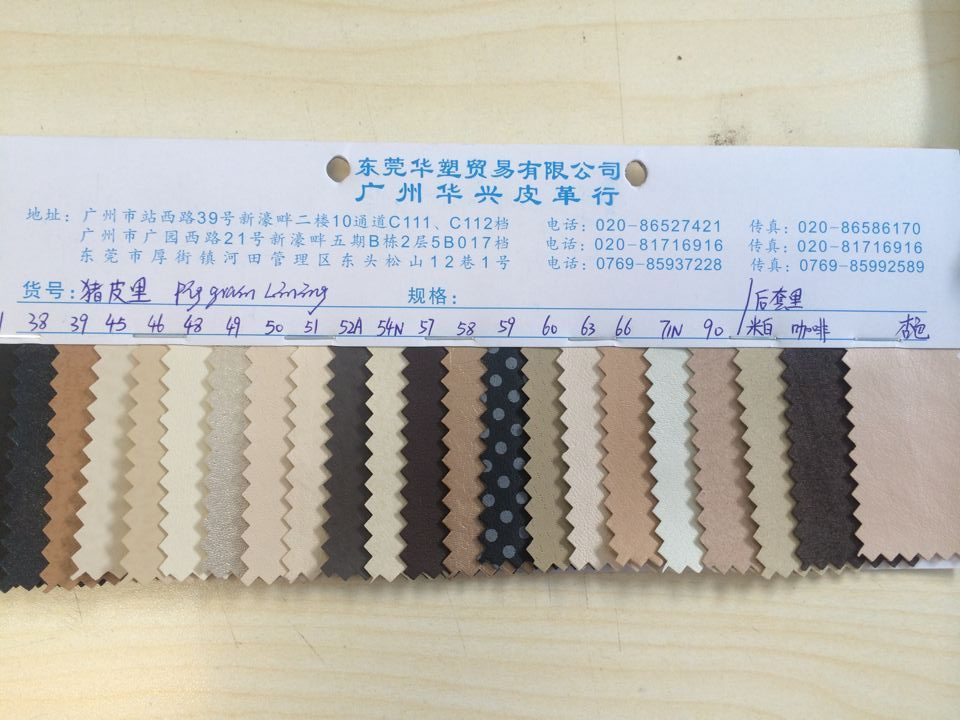 东莞华塑贸易有限公司
广州华兴皮革行
地址: 广州市站西路39号新濠畔二楼10通道C111、C112档 电话: 020-86527421 传真: 020-86586170
广州市广园西路21号新濠畔五期B栋2层5B017档 电话: 020-81716916 传真: 020-81716916
东莞市厚街镇河田管理区东头松山12巷1号 电话: 0769-85937228 传真: 0769-85992589
货号: 猪皮里 Pig grain Lining 规格: 后套里
38 39 45 46 48 49 50 51 52A 54N 57 58 59 60 63 66 71N 90 米白 咖啡 杏色